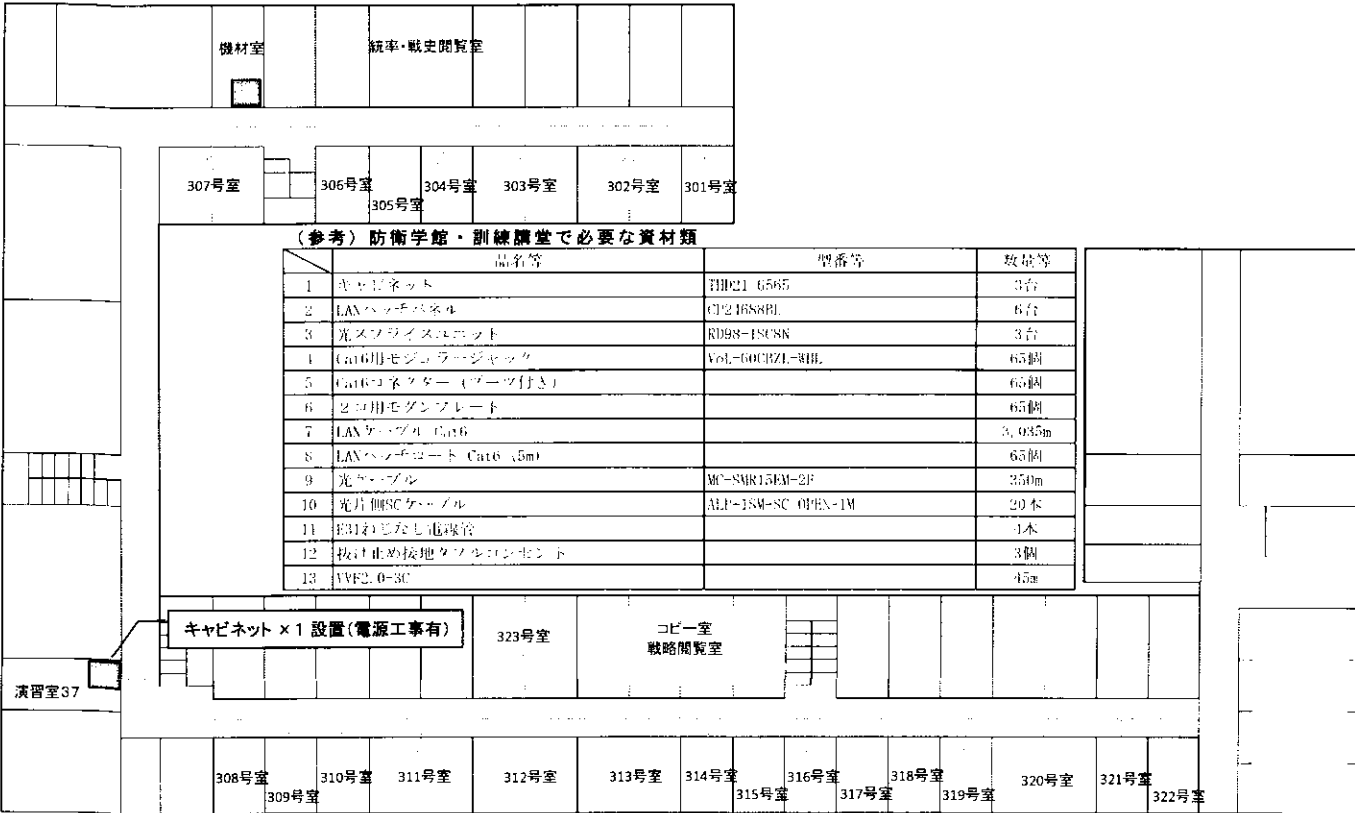 機材室
統率・戦史閲覧室
307号室
306号室
305号室
304号室
303号室
302号室
301号室
(参考)防衛学館・訓練講堂で必要な資材類
品名等 型番等 数量等
1 キャビネット THD21-6565 3台
2 LANパッチパネル 6台
3 光スプライスユニット 3台
4 Cat6用モジュラージャック 65個
5 Cat6コネクター(ブーツ付き) 65個
6 2コ用モダンプレート 65個
7 LANケーブル Cat6 3,035m
8 LANパッチコード Cat6 (5m) 65個
9 光ケーブル 350m
10 光片側SCケーブル 20本
11 E31ねじなし電線管 4本
12 抜け止め接地ダブルコンセント 3個
13 VVF2.0-3C 45m
キャビネット×1 設置(電源工事有)
323号室
コピー室
戦略閲覧室
演習室37
308号室
309号室
310号室
311号室
312号室
313号室
314号室
315号室
316号室
317号室
318号室
319号室
320号室
321号室
322号室